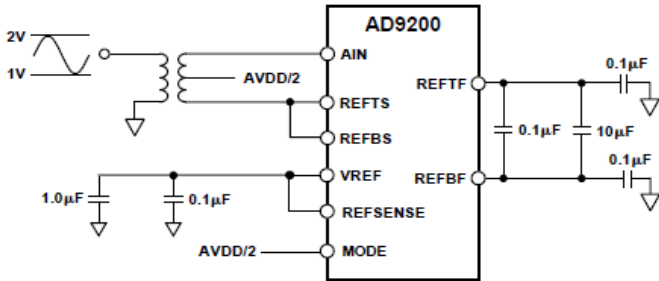 AD9200
2V
1V
AIN
AVDD/2
REFTS
REFBS
VREF
1.0µF
0.1µF
REFSENSE
AVDD/2
MODE
REFTF
0.1µF
0.1µF
10µF
0.1µF
REFBF